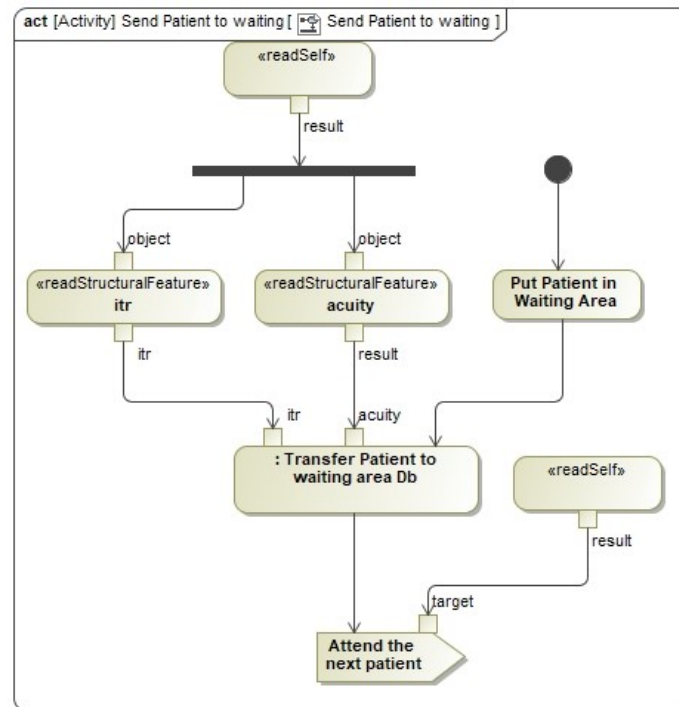 act [Activity] Send Patient to waiting [ Send Patient to waiting ]
«readSelf»
result
object
object
«readStructuralFeature»
itr
«readStructuralFeature»
acuity
Put Patient in
Waiting Area
itr
result
itr
acuity
: Transfer Patient to
waiting area Db
«readSelf»
result
target
Attend the
next patient